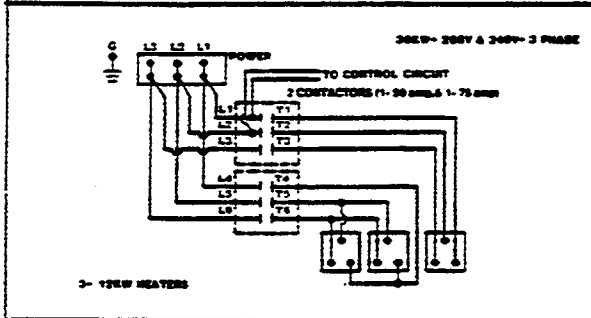 36KW- 208V & 240V- 3 PHASE
G L3 L2 L1
POWER
TO CONTROL CIRCUIT
2 CONTACTORS (1- 50 amp. & 1- 75 amp)
L1 T1
L2 T2
L3 T3
L4 T4
L5 T5
L6 T6
3- 12KW HEATERS